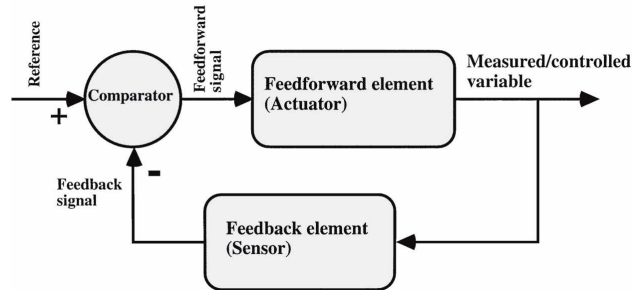 Reference
+
Comparator
Feedforward
signal
Feedforward element
(Actuator)
Measured/controlled
variable
Feedback
signal
-
Feedback element
(Sensor)